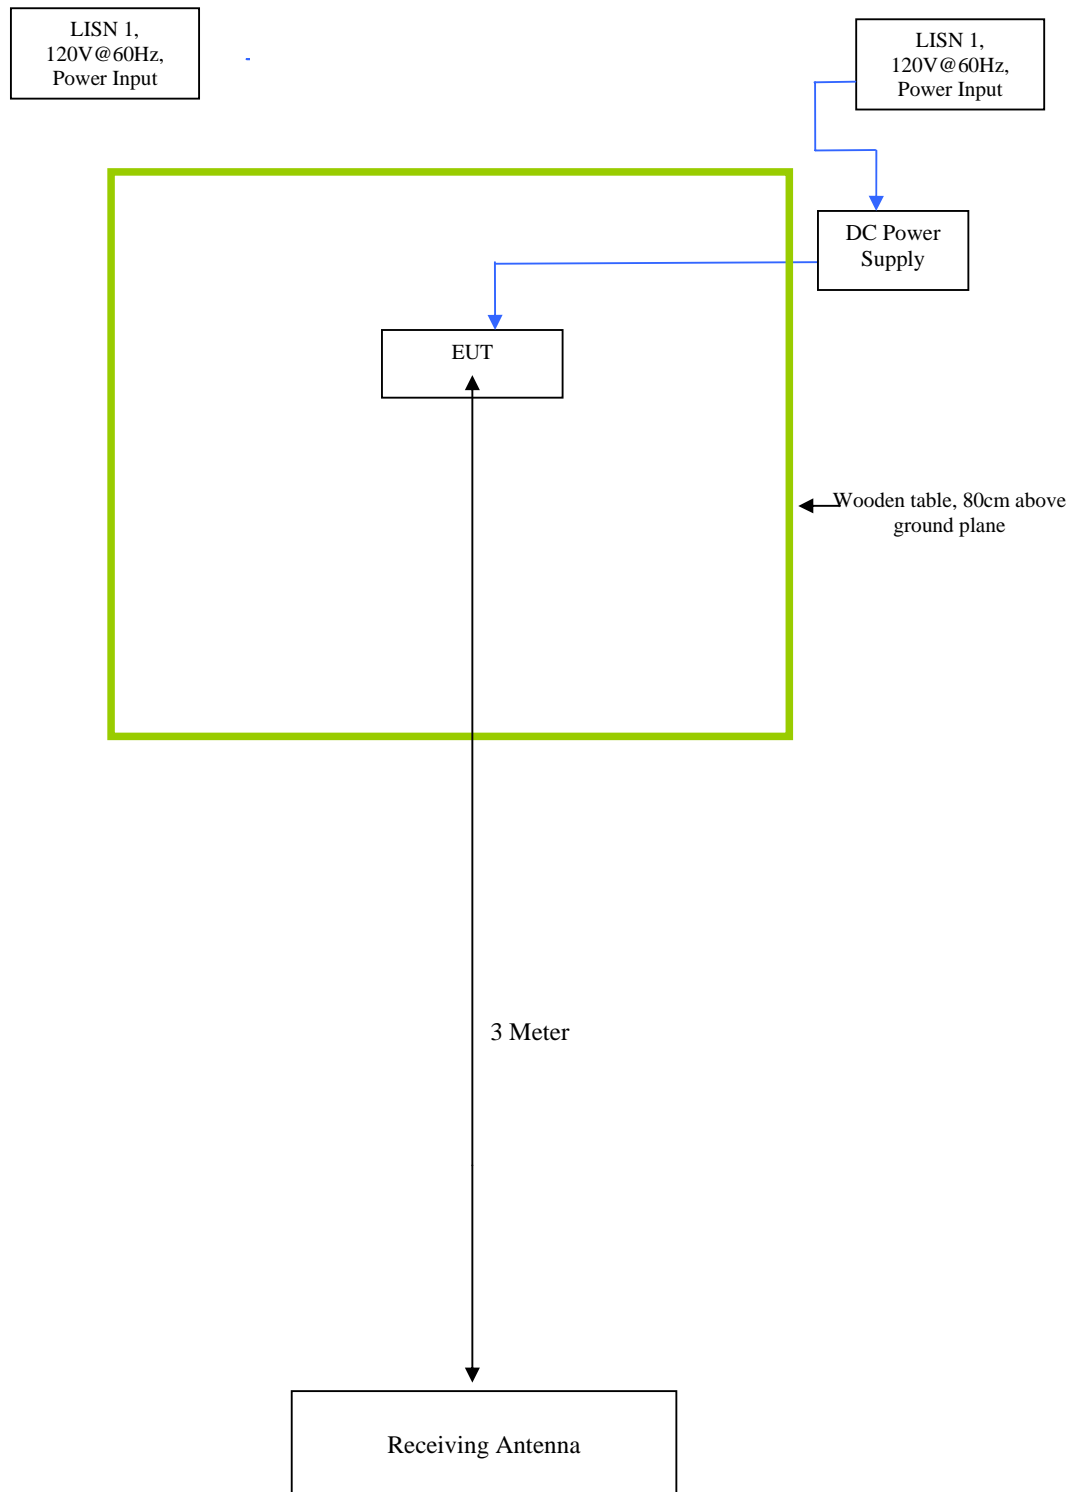 LISN 1,
120V@60Hz,
Power Input
LISN 1,
120V@60Hz,
Power Input
DC Power
Supply
EUT
Wooden table, 80cm above
ground plane
3 Meter
Receiving Antenna